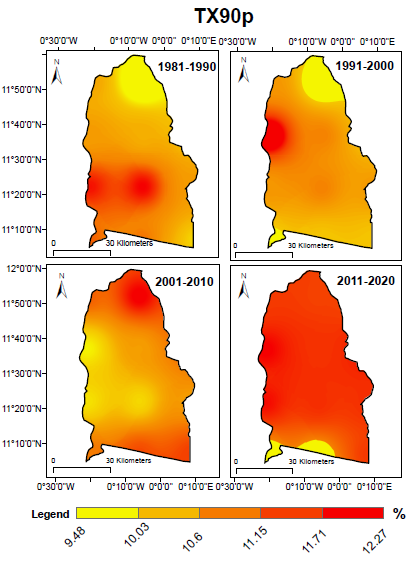 TX90p
0°30'0"W 0°10'0"W 0°0'0" 0°10'0"E 0°30'0"W 0°10'0"W 0°0'0" 0°10'0"E
N 1981-1990 N 1991-2000
11°50'0"N
11°40'0"N
11°30'0"N
11°20'0"N
11°10'0"N
0 30 Kilometers 0 30 Kilometers
12°0'0"N
N 2001-2010 N 2011-2020
11°50'0"N
11°40'0"N
11°30'0"N
11°20'0"N
11°10'0"N
0 30 Kilometers 0 30 Kilometers
0°30'0"W 0°10'0"W 0°0'0" 0°10'0"E 0°30'0"W 0°10'0"W 0°0'0" 0°10'0"E
Legend %
9.48 10.03 10.6 11.15 11.71 12.27